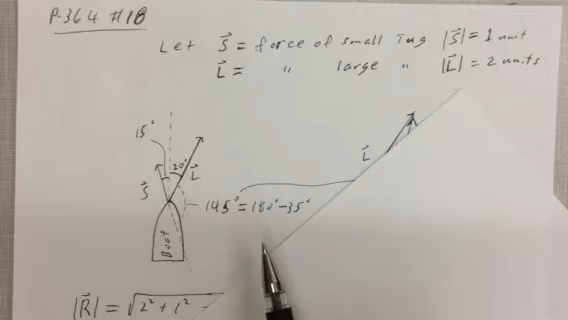 P.364 #18
Let S⃗ = force of small Tug |S⃗| = 1 unit
L⃗ = " large " |L⃗| = 2 units
15°
20°
L⃗
S⃗
L⃗
145° = 180° - 35°
Boat
|R⃗| = √2² + 1²